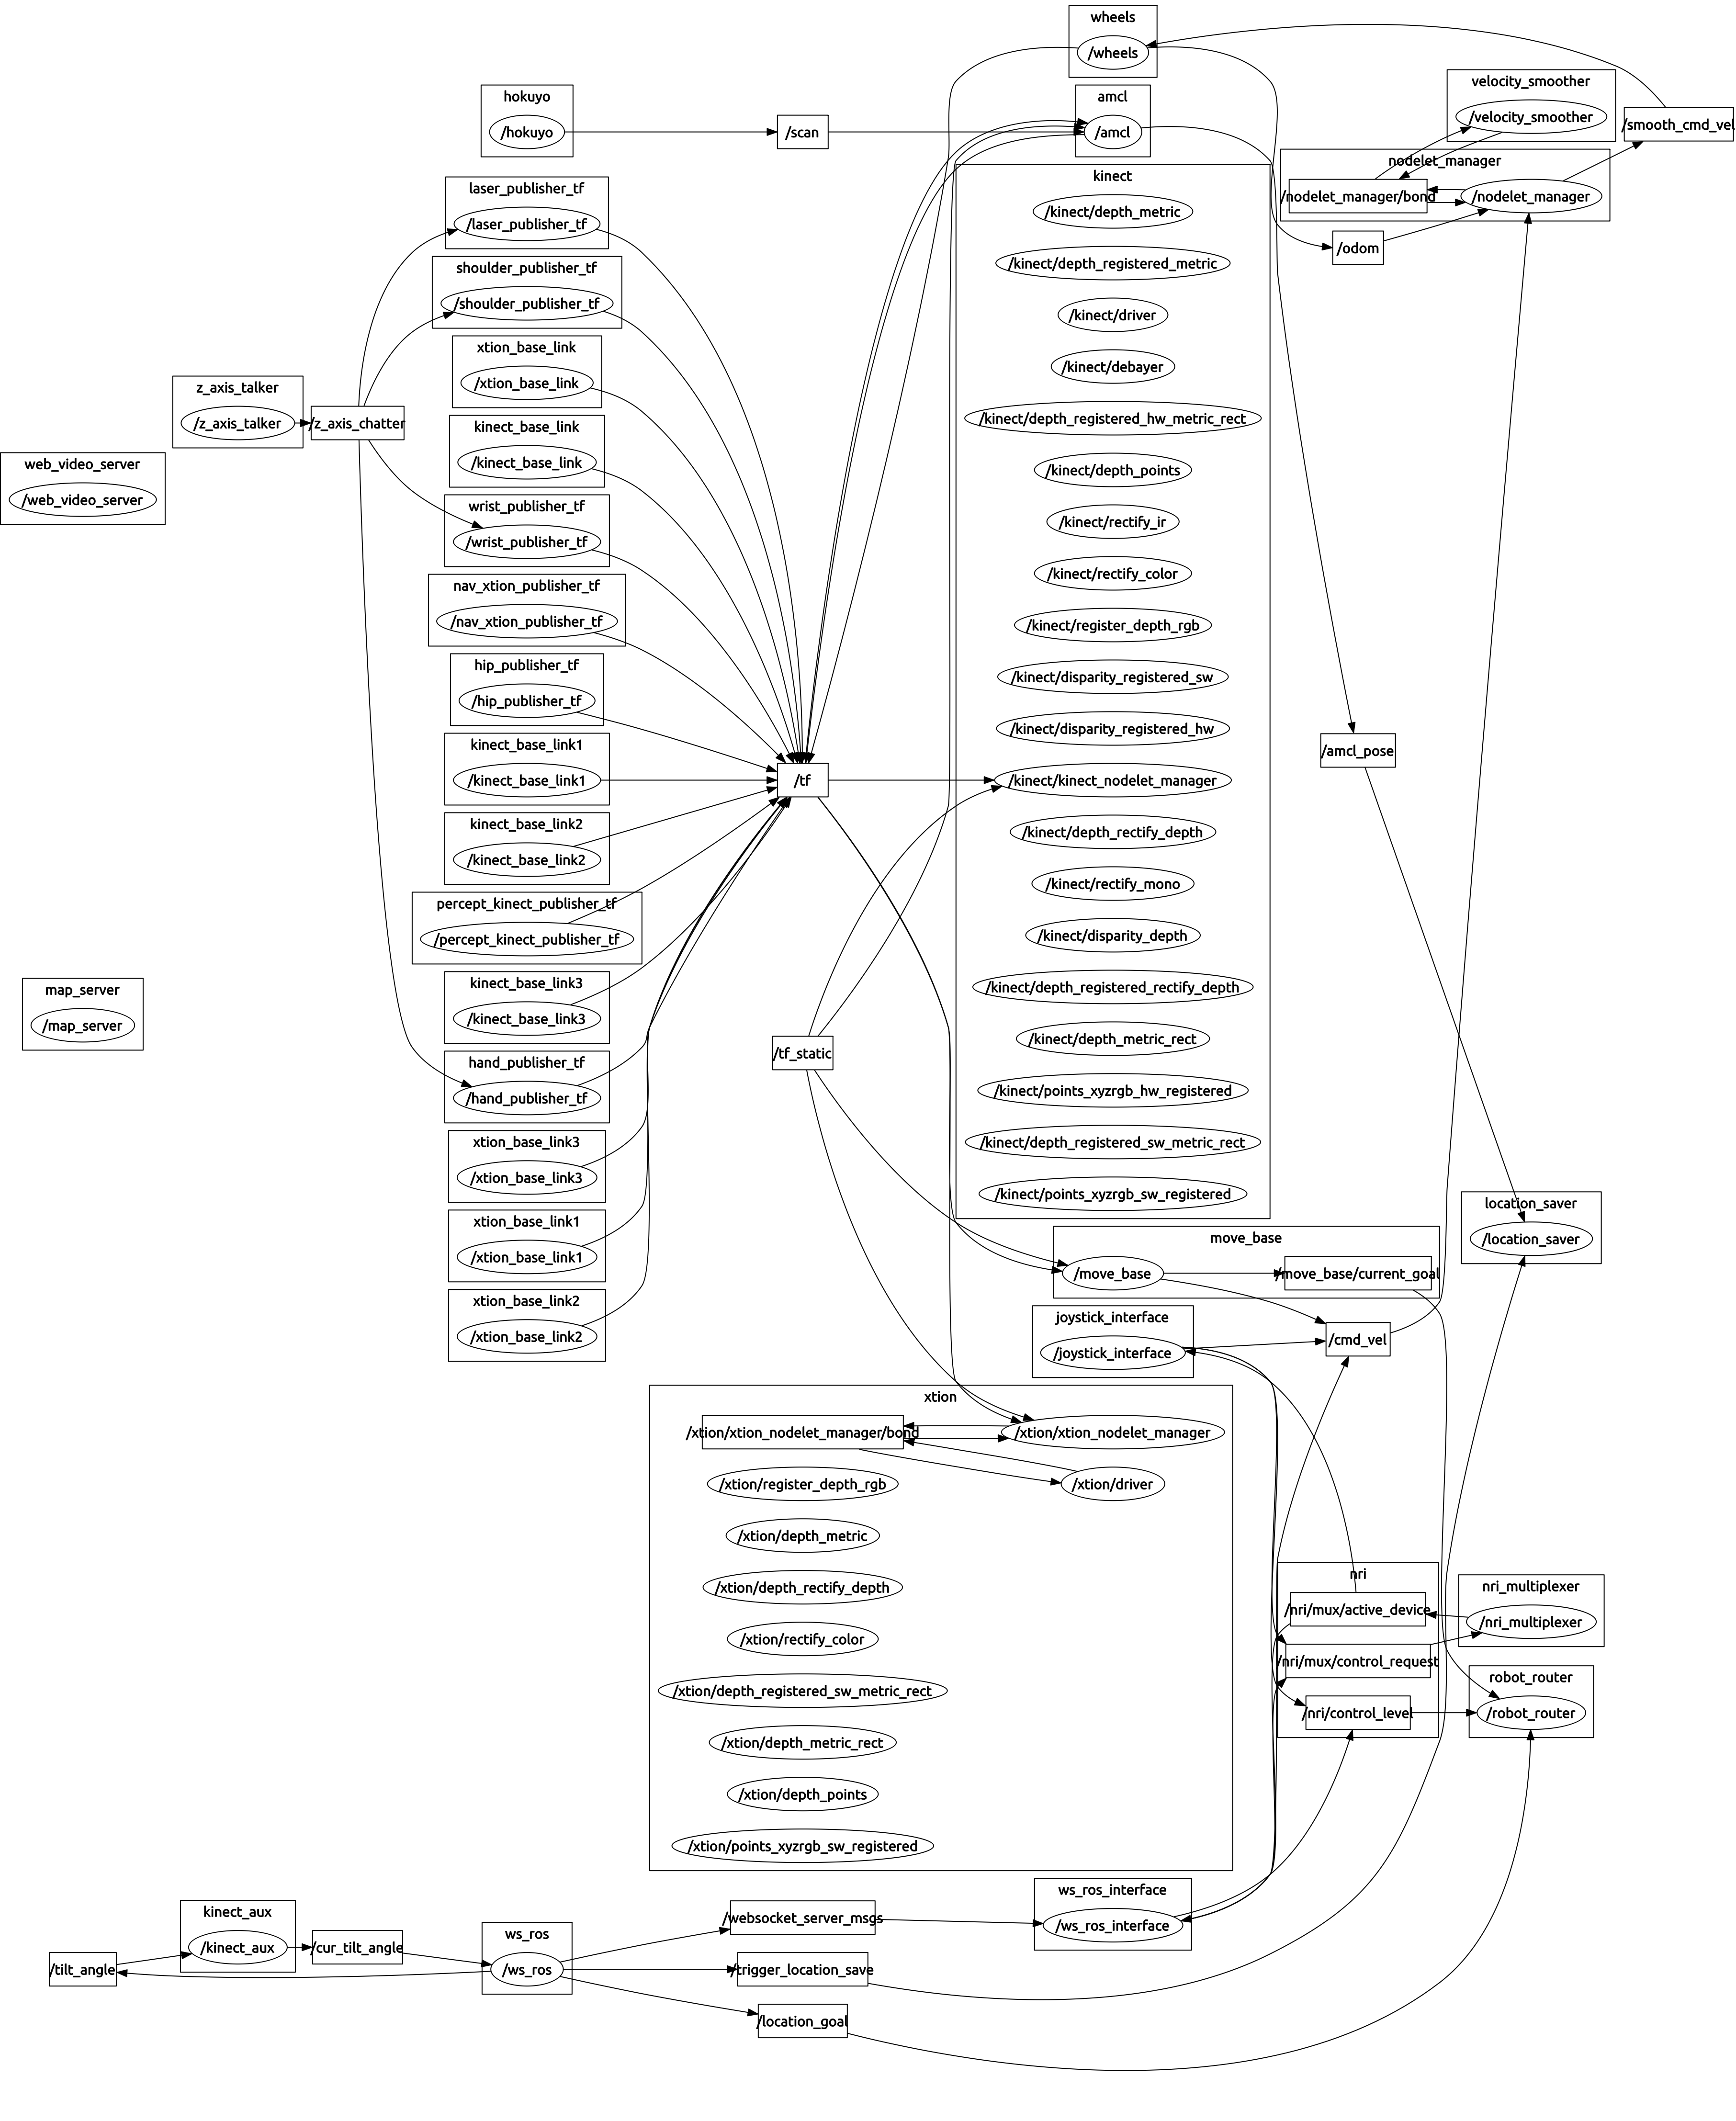 wheels
/wheels
velocity_smoother
/velocity_smoother
/smooth_cmd_vel
hokuyo
/hokuyo
/scan
amcl
/amcl
nodelet_manager
/nodelet_manager/bond
/nodelet_manager
/odom
laser_publisher_tf
/laser_publisher_tf
shoulder_publisher_tf
/shoulder_publisher_tf
xtion_base_link
/xtion_base_link
z_axis_talker
/z_axis_talker
/z_axis_chatter
kinect_base_link
/kinect_base_link
web_video_server
/web_video_server
wrist_publisher_tf
/wrist_publisher_tf
nav_xtion_publisher_tf
/nav_xtion_publisher_tf
hip_publisher_tf
/hip_publisher_tf
kinect_base_link1
/kinect_base_link1
/tf
kinect_base_link2
/kinect_base_link2
percept_kinect_publisher_tf
/percept_kinect_publisher_tf
kinect_base_link3
/kinect_base_link3
map_server
/map_server
hand_publisher_tf
/hand_publisher_tf
/tf_static
xtion_base_link3
/xtion_base_link3
xtion_base_link1
/xtion_base_link1
xtion_base_link2
/xtion_base_link2
kinect
/kinect/depth_metric
/kinect/depth_registered_metric
/kinect/driver
/kinect/debayer
/kinect/depth_registered_hw_metric_rect
/kinect/depth_points
/kinect/rectify_ir
/kinect/rectify_color
/kinect/register_depth_rgb
/kinect/disparity_registered_sw
/kinect/disparity_registered_hw
/kinect/kinect_nodelet_manager
/kinect/depth_rectify_depth
/kinect/rectify_mono
/kinect/disparity_depth
/kinect/depth_registered_rectify_depth
/kinect/depth_metric_rect
/kinect/points_xyzrgb_hw_registered
/kinect/depth_registered_sw_metric_rect
/kinect/points_xyzrgb_sw_registered
/amcl_pose
location_saver
/location_saver
move_base
/move_base
/move_base/current_goal
joystick_interface
/joystick_interface
/cmd_vel
xtion
/xtion/xtion_nodelet_manager/bond
/xtion/xtion_nodelet_manager
/xtion/register_depth_rgb
/xtion/driver
/xtion/depth_metric
/xtion/depth_rectify_depth
/xtion/rectify_color
/xtion/depth_registered_sw_metric_rect
/xtion/depth_metric_rect
/xtion/depth_points
/xtion/points_xyzrgb_sw_registered
nri
/nri/mux/active_device
/nri/mux/control_request
/nri/control_level
nri_multiplexer
/nri_multiplexer
robot_router
/robot_router
ws_ros_interface
/ws_ros_interface
kinect_aux
/kinect_aux
/cur_tilt_angle
/tilt_angle
ws_ros
/ws_ros
/websocket_server_msgs
/trigger_location_save
/location_goal